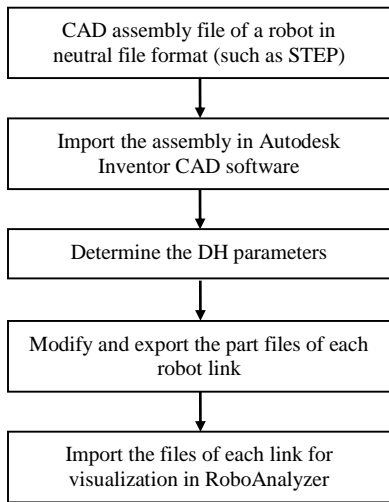 CAD assembly file of a robot in
neutral file format (such as STEP)
Import the assembly in Autodesk
Inventor CAD software
Determine the DH parameters
Modify and export the part files of each
robot link
Import the files of each link for
visualization in RoboAnalyzer